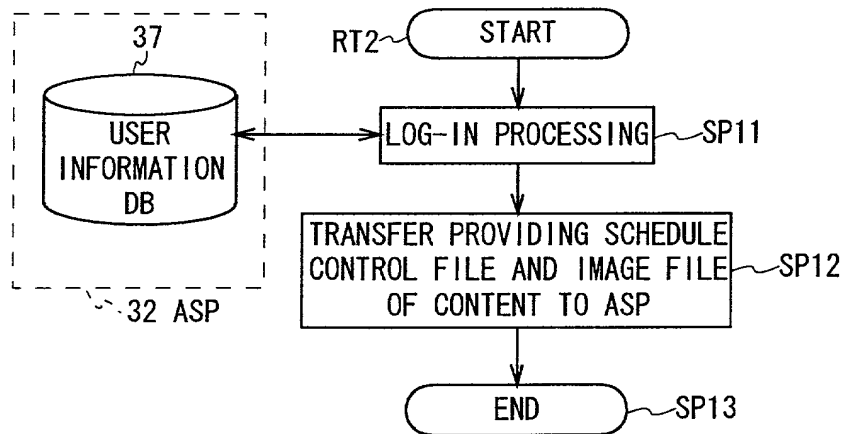 37
USER
INFORMATION
DB
32 ASP
RT2
START
LOG-IN PROCESSING
SP11
TRANSFER PROVIDING SCHEDULE
CONTROL FILE AND IMAGE FILE
OF CONTENT TO ASP
SP12
END
SP13